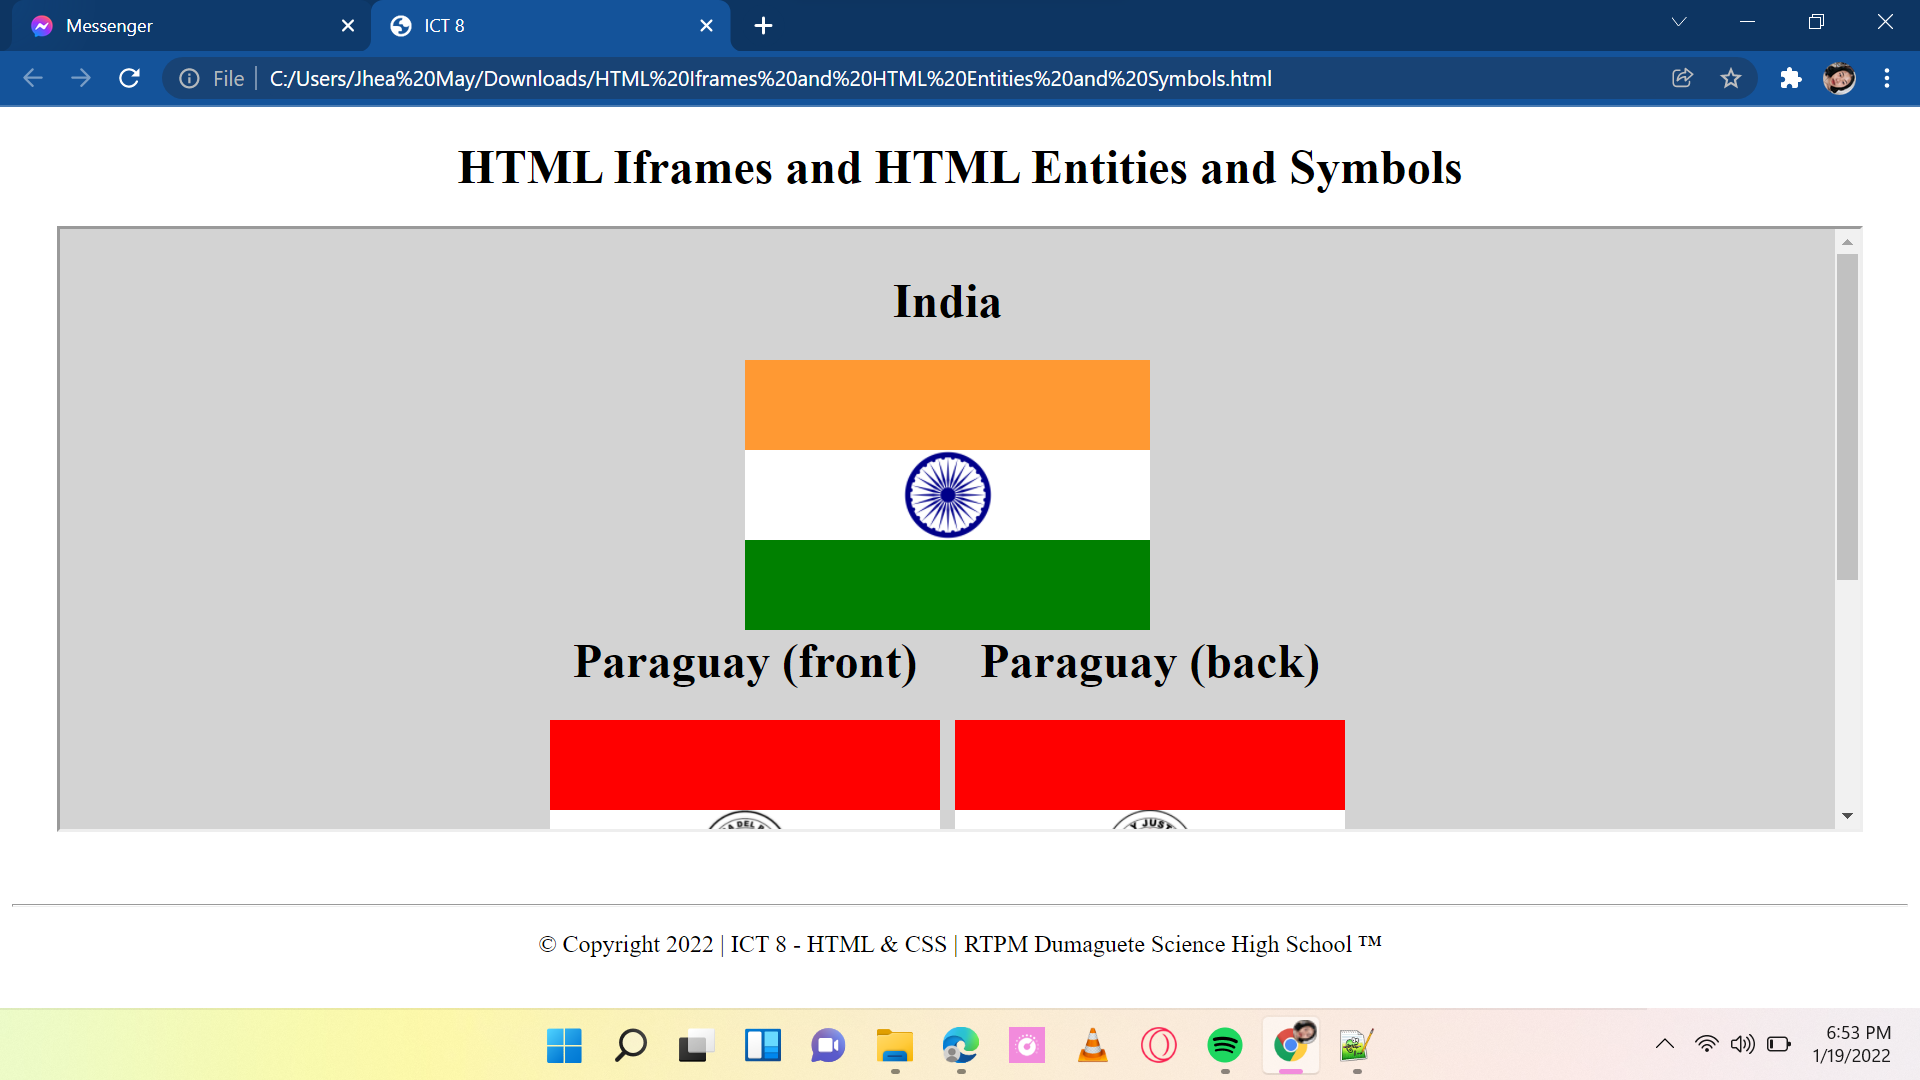 Messenger
ICT 8
File
C:/Users/Jhea%20May/Downloads/HTML%20Iframes%20and%20HTML%20Entities%20and%20Symbols.html
HTML Iframes and HTML Entities and Symbols
India
Paraguay (front) Paraguay (back)
DEL
Y JUST
© Copyright 2022 | ICT 8 - HTML & CSS | RTPM Dumaguete Science High School ™
6:53 PM
1/19/2022